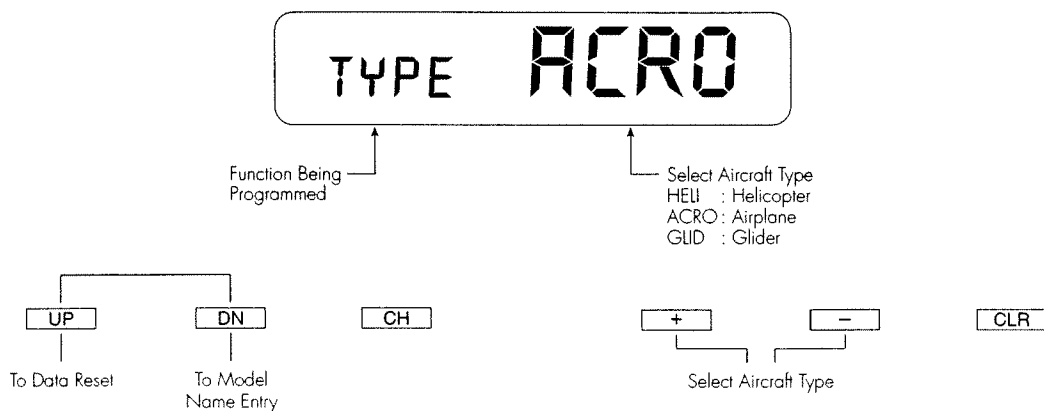 TYPE ACRO
Function Being
Programmed
Select Aircraft Type
HELI : Helicopter
ACRO : Airplane
GLID : Glider
UP DN CH + − CLR
To Data Reset
To Model
Name Entry
Select Aircraft Type